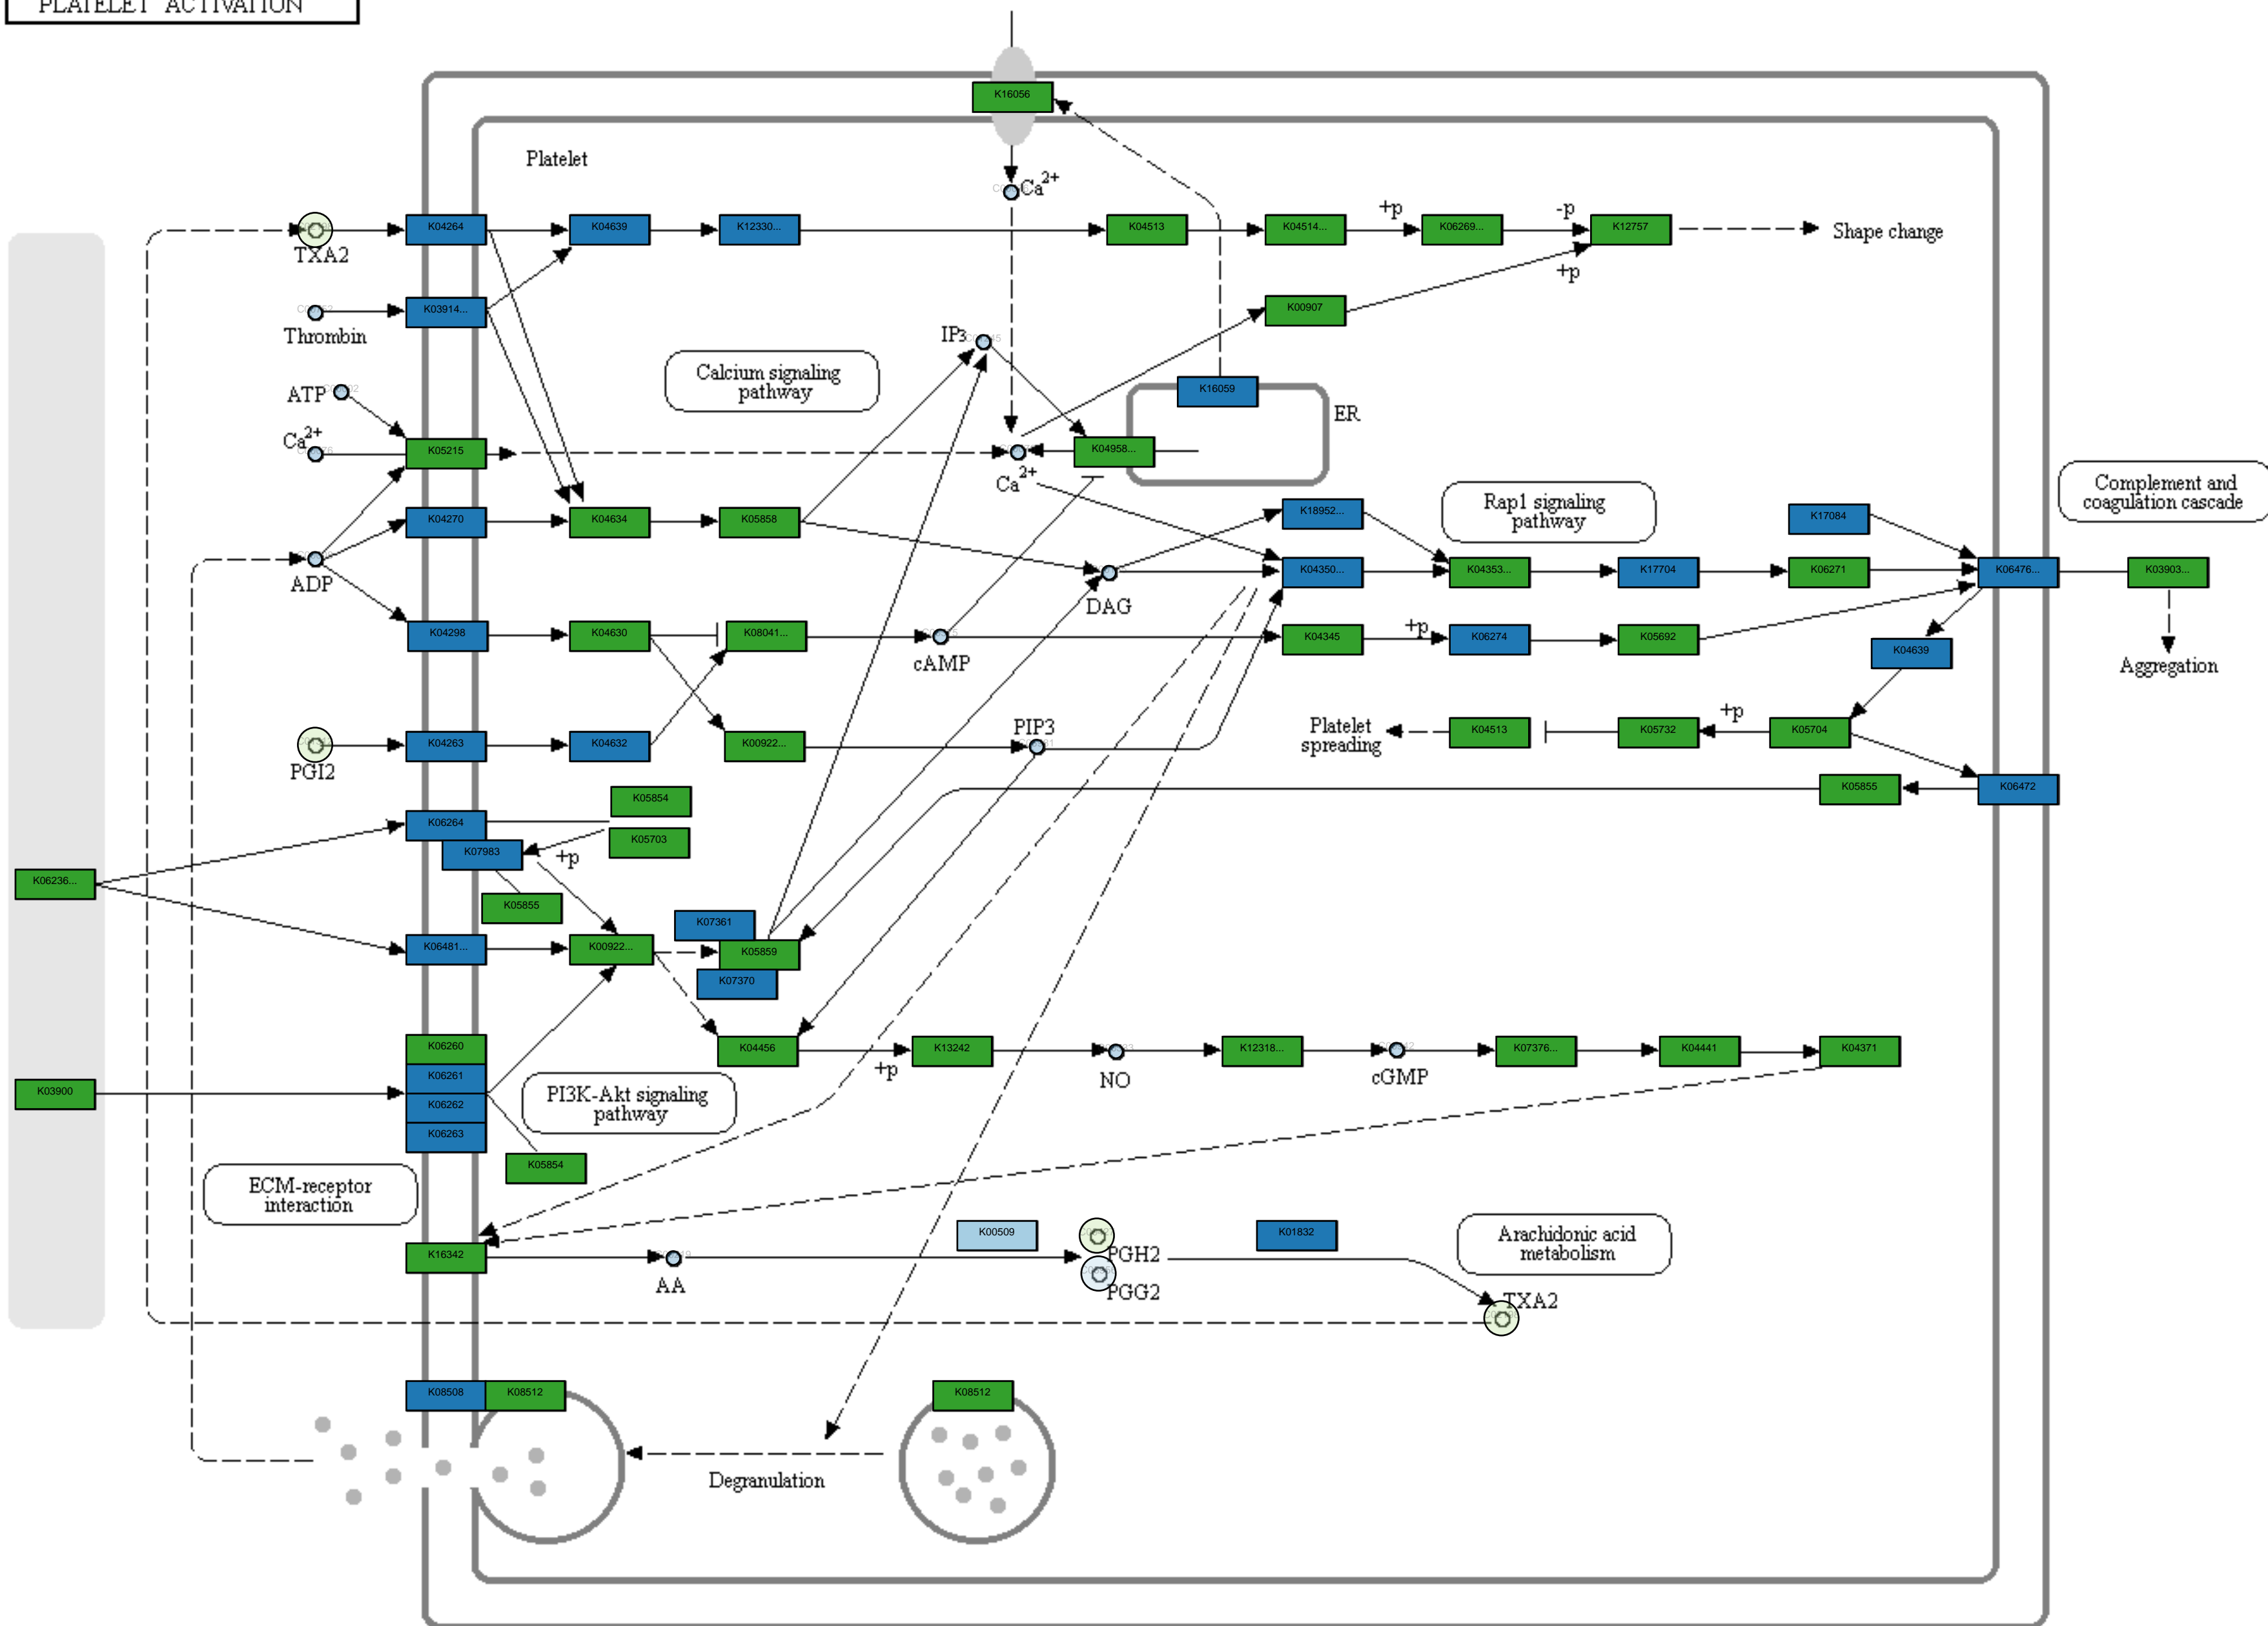 PLATELET ACTIVATION
K16056
Platelet
Ca2+
TXA2
K04264
K04639
K12330...
K04513
K04514...
+p
K06269...
-p
K12757
Shape change
+p
Thrombin
K03914...
K00907
IP3
Calcium signaling
pathway
ATP
K16059
ER
Ca2+
K05215
K04958...
Ca2+
Complement and
coagulation cascade
Rap1 signaling
pathway
K04270
K04634
K05858
K18952...
K17084
ADP
DAG
K04350...
K04353...
K17704
K06271
K06476...
K03903...
K04298
K04630
K08041...
cAMP
K04345
+p
K06274
K05692
K04639
Aggregation
PGI2
K04263
K04632
K00922...
PIP3
Platelet
spreading
K04513
K05732
+p
K05704
K05854
K05855
K06472
K06264
K05703
K07983
+p
K06236...
K05855
K07361
K06481...
K00922...
K05859
K07370
K06260
K04456
+p
K13242
NO
K12318...
cGMP
K07376...
K04441
K04371
K03900
K06261
K06262
K06263
PI3K-Akt signaling
pathway
K05854
ECM-receptor
interaction
K16342
AA
K00509
PGH2
PGG2
K01832
Arachidonic acid
metabolism
TXA2
K08508
K08512
K08512
Degranulation